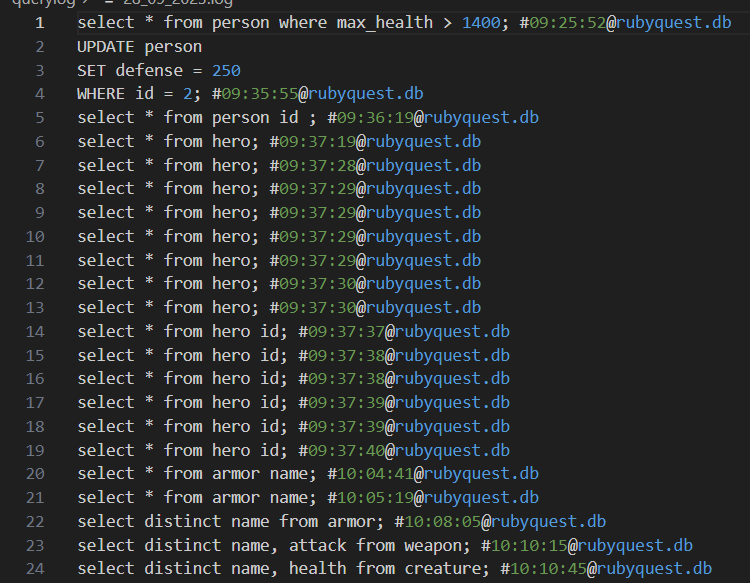 querylog > 28_09_2023.log
1 select * from person where max_health > 1400; #09:25:52@rubyquest.db
2 UPDATE person
3 SET defense = 250
4 WHERE id = 2; #09:35:55@rubyquest.db
5 select * from person id ; #09:36:19@rubyquest.db
6 select * from hero; #09:37:19@rubyquest.db
7 select * from hero; #09:37:28@rubyquest.db
8 select * from hero; #09:37:29@rubyquest.db
9 select * from hero; #09:37:29@rubyquest.db
10 select * from hero; #09:37:29@rubyquest.db
11 select * from hero; #09:37:29@rubyquest.db
12 select * from hero; #09:37:30@rubyquest.db
13 select * from hero; #09:37:30@rubyquest.db
14 select * from hero id; #09:37:37@rubyquest.db
15 select * from hero id; #09:37:38@rubyquest.db
16 select * from hero id; #09:37:38@rubyquest.db
17 select * from hero id; #09:37:39@rubyquest.db
18 select * from hero id; #09:37:39@rubyquest.db
19 select * from hero id; #09:37:40@rubyquest.db
20 select * from armor name; #10:04:41@rubyquest.db
21 select * from armor name; #10:05:19@rubyquest.db
22 select distinct name from armor; #10:08:05@rubyquest.db
23 select distinct name, attack from weapon; #10:10:15@rubyquest.db
24 select distinct name, health from creature; #10:10:45@rubyquest.db